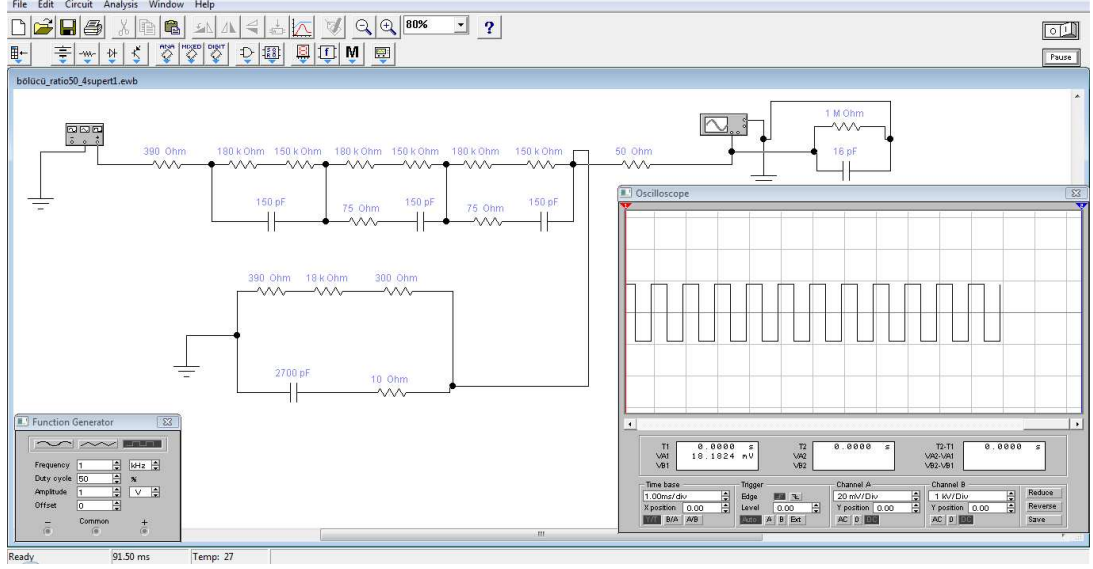 File Edit Circuit Analysis Window Help
80%
?
ANA MIXED DIGIT
M
Pause
bölücü_ratio50_4supert1.ewb
1 M Ohm
390 Ohm 180 k Ohm 150 k Ohm 180 k Ohm 150 k Ohm 180 k Ohm 150 k Ohm 50 Ohm
16 pF
150 pF 75 Ohm 150 pF 75 Ohm 150 pF
390 Ohm 18 k Ohm 300 Ohm
2700 pF 10 Ohm
Oscilloscope
T1 0.0000 s T2 0.0000 s T2-T1 0.0000 s
VA1 18.1824 mV VA2 VA2-VA1
VB1 VB2 VB2-VB1
Time base Trigger Channel A Channel B
1.00ms/div Edge 20 mV/Div 1 kV/Div Reduce
X position 0.00 Level 0.00 Y position 0.00 Y position 0.00 Reverse
Y/T B/A A/B Auto A B Ext AC 0 DC AC 0 DC Save
Function Generator
Frequency 1 kHz
Duty cycle 50 %
Amplitude 1 V
Offset 0
− Common +
Ready 91.50 ms Temp: 27